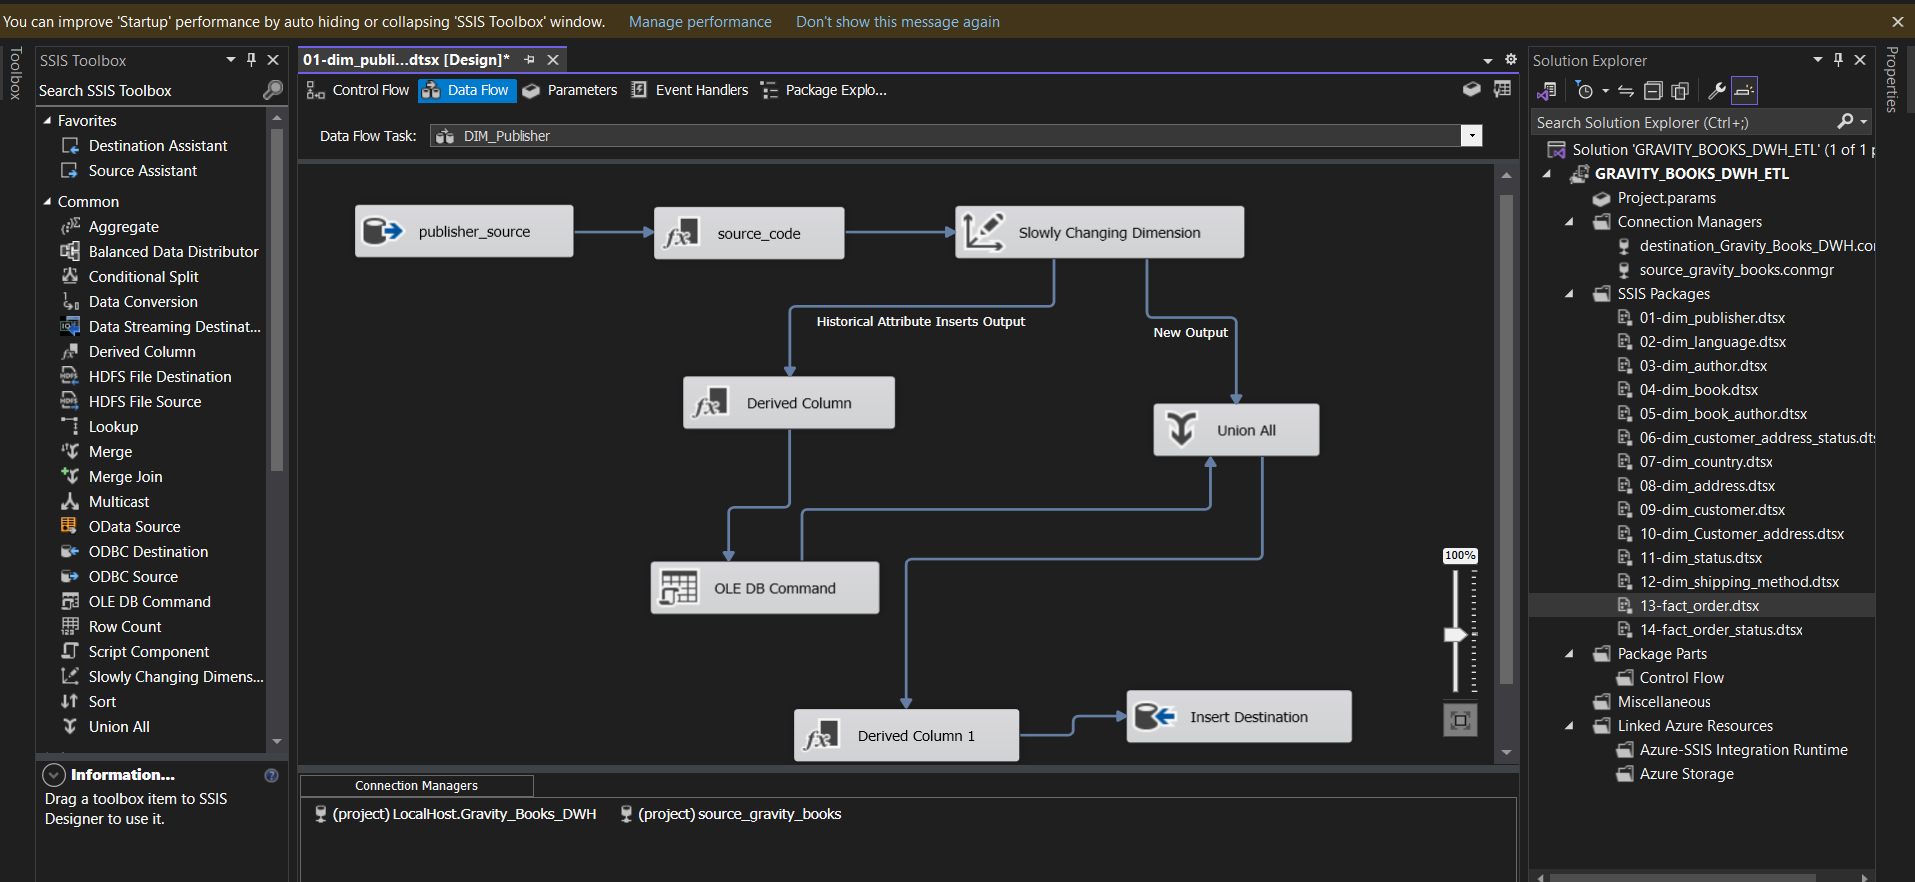 You can improve 'Startup' performance by auto hiding or collapsing 'SSIS Toolbox' window. Manage performance Don't show this message again
Toolbox
SSIS Toolbox
Search SSIS Toolbox
Favorites
Destination Assistant
Source Assistant
Common
Aggregate
Balanced Data Distributor
Conditional Split
Data Conversion
Data Streaming Destinat...
Derived Column
HDFS File Destination
HDFS File Source
Lookup
Merge
Merge Join
Multicast
OData Source
ODBC Destination
ODBC Source
OLE DB Command
Row Count
Script Component
Slowly Changing Dimens...
Sort
Union All
Information...
Drag a toolbox item to SSIS
Designer to use it.
01-dim_publi...dtsx [Design]*
Control Flow Data Flow Parameters Event Handlers Package Explo...
Data Flow Task: DIM_Publisher
publisher_source
source_code
Slowly Changing Dimension
Historical Attribute Inserts Output
New Output
Derived Column
Union All
OLE DB Command
100%
Derived Column 1
Insert Destination
Connection Managers
(project) LocalHost.Gravity_Books_DWH (project) source_gravity_books
Solution Explorer
Search Solution Explorer (Ctrl+;)
Solution 'GRAVITY_BOOKS_DWH_ETL' (1 of 1 p
GRAVITY_BOOKS_DWH_ETL
Project.params
Connection Managers
destination_Gravity_Books_DWH.con
source_gravity_books.conmgr
SSIS Packages
01-dim_publisher.dtsx
02-dim_language.dtsx
03-dim_author.dtsx
04-dim_book.dtsx
05-dim_book_author.dtsx
06-dim_customer_address_status.dts
07-dim_country.dtsx
08-dim_address.dtsx
09-dim_customer.dtsx
10-dim_Customer_address.dtsx
11-dim_status.dtsx
12-dim_shipping_method.dtsx
13-fact_order.dtsx
14-fact_order_status.dtsx
Package Parts
Control Flow
Miscellaneous
Linked Azure Resources
Azure-SSIS Integration Runtime
Azure Storage
Properties